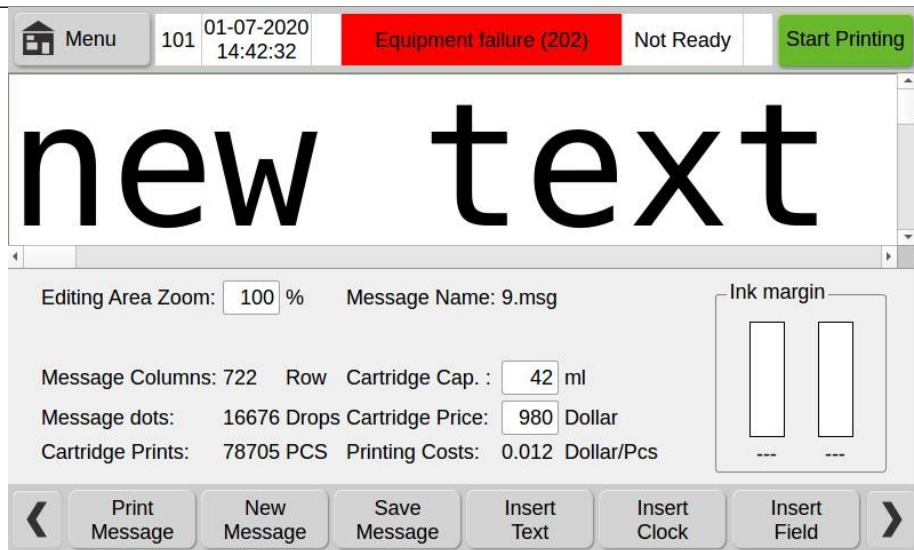 Menu 101 01-07-2020 14:42:32 Equipment failure (202) Not Ready Start Printing
new text
Editing Area Zoom: 100 % Message Name: 9.msg
Ink margin
Message Columns: 722 Row Cartridge Cap. : 42 ml
Message dots: 16676 Drops Cartridge Price: 980 Dollar
Cartridge Prints: 78705 PCS Printing Costs: 0.012 Dollar/Pcs
--- ---
Print Message New Message Save Message Insert Text Insert Clock Insert Field